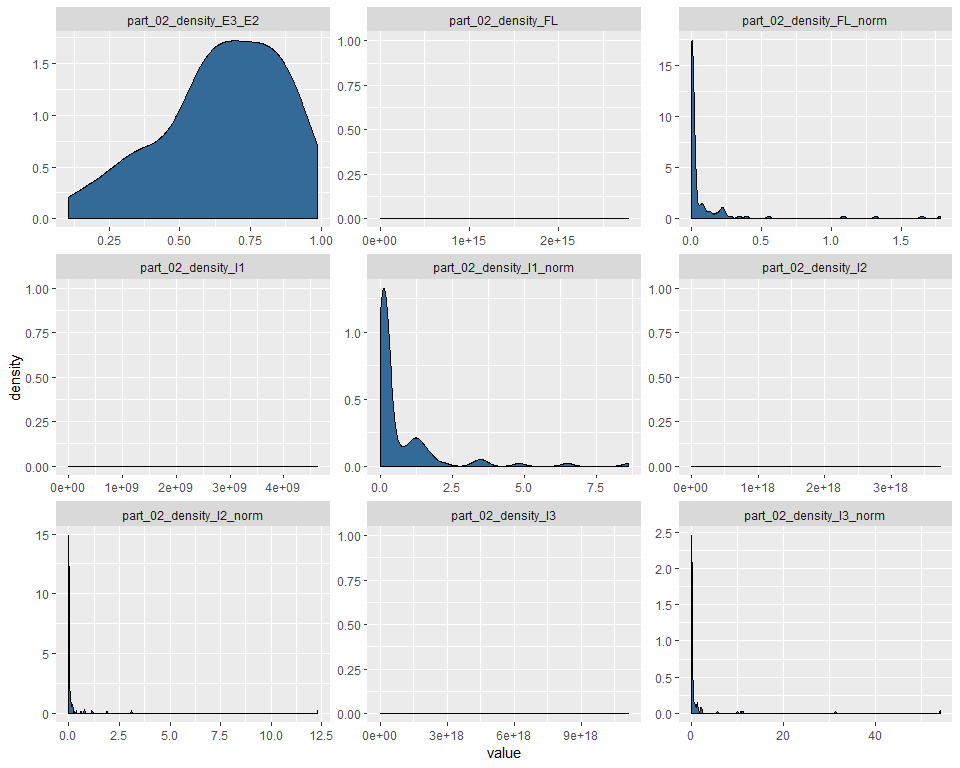 part_02_density_E3_E2
part_02_density_FL
part_02_density_FL_norm
1.5
1.0
0.5
0.0
0.25
0.50
0.75
1.00
1.00
0.75
0.50
0.25
0.00
0e+00
1e+15
2e+15
15
10
5
0
0.0
0.5
1.0
1.5
part_02_density_I1
part_02_density_I1_norm
part_02_density_I2
density
1.00
0.75
0.50
0.25
0.00
0e+00
1e+09
2e+09
3e+09
4e+09
1.0
0.5
0.0
0.0
2.5
5.0
7.5
1.00
0.75
0.50
0.25
0.00
0e+00
1e+18
2e+18
3e+18
part_02_density_I2_norm
part_02_density_I3
part_02_density_I3_norm
15
10
5
0
0.0
2.5
5.0
7.5
10.0
12.5
1.00
0.75
0.50
0.25
0.00
0e+00
3e+18
6e+18
9e+18
2.5
2.0
1.5
1.0
0.5
0.0
0
20
40
value